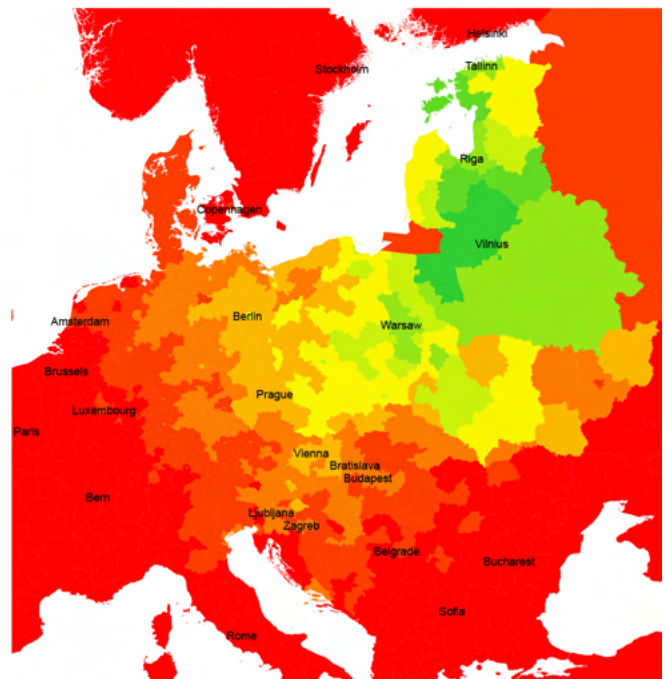 Helsinki
Tallinn
Stockholm
Riga
Copenhagen
Vilnius
Berlin
Amsterdam
Warsaw
Brussels
Prague
Luxembourg
Paris
Vienna
Bratislava
Budapest
Bern
Ljubljana
Zagreb
Belgrade
Bucharest
Sofia
Rome